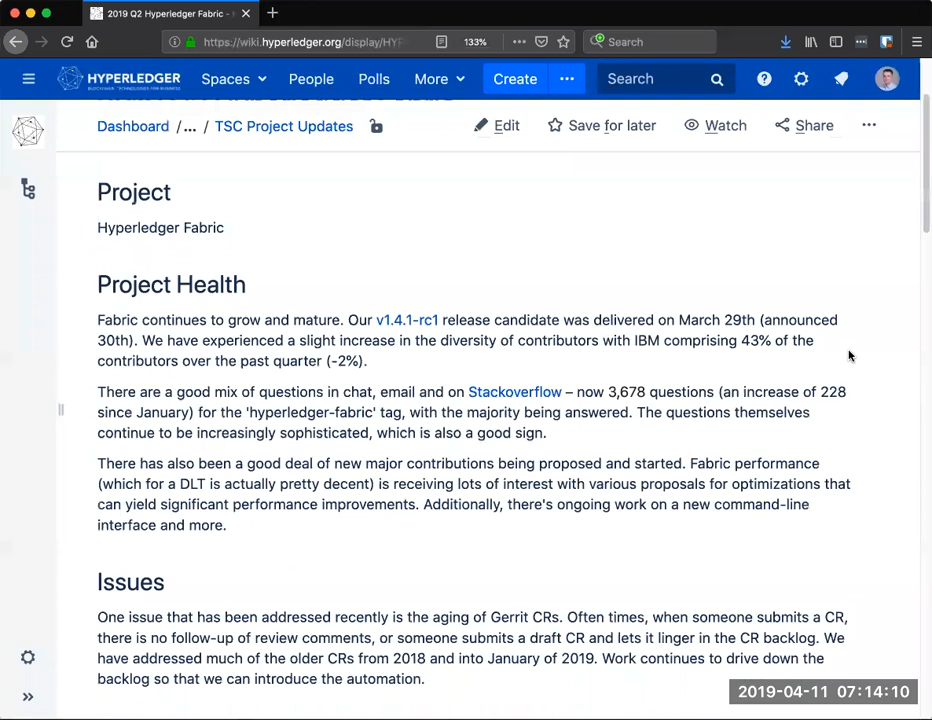 2019 Q2 Hyperledger Fabric -
https://wiki.hyperledger.org/display/HYP
133%
Search
HYPERLEDGER
BLOCKCHAIN TECHNOLOGIES FOR BUSINESS
Spaces
People
Polls
More
Create
Search
Dashboard /... / TSC Project Updates
Edit
Save for later
Watch
Share
Project
Hyperledger Fabric
Project Health
Fabric continues to grow and mature. Our v1.4.1-rc1 release candidate was delivered on March 29th (announced
30th). We have experienced a slight increase in the diversity of contributors with IBM comprising 43% of the
contributors over the past quarter (-2%).
There are a good mix of questions in chat, email and on Stackoverflow – now 3,678 questions (an increase of 228
since January) for the 'hyperledger-fabric' tag, with the majority being answered. The questions themselves
continue to be increasingly sophisticated, which is also a good sign.
There has also been a good deal of new major contributions being proposed and started. Fabric performance
(which for a DLT is actually pretty decent) is receiving lots of interest with various proposals for optimizations that
can yield significant performance improvements. Additionally, there's ongoing work on a new command-line
interface and more.
Issues
One issue that has been addressed recently is the aging of Gerrit CRs. Often times, when someone submits a CR,
there is no follow-up of review comments, or someone submits a draft CR and lets it linger in the CR backlog. We
have addressed much of the older CRs from 2018 and into January of 2019. Work continues to drive down the
backlog so that we can introduce the automation.
2019-04-11 07:14:10